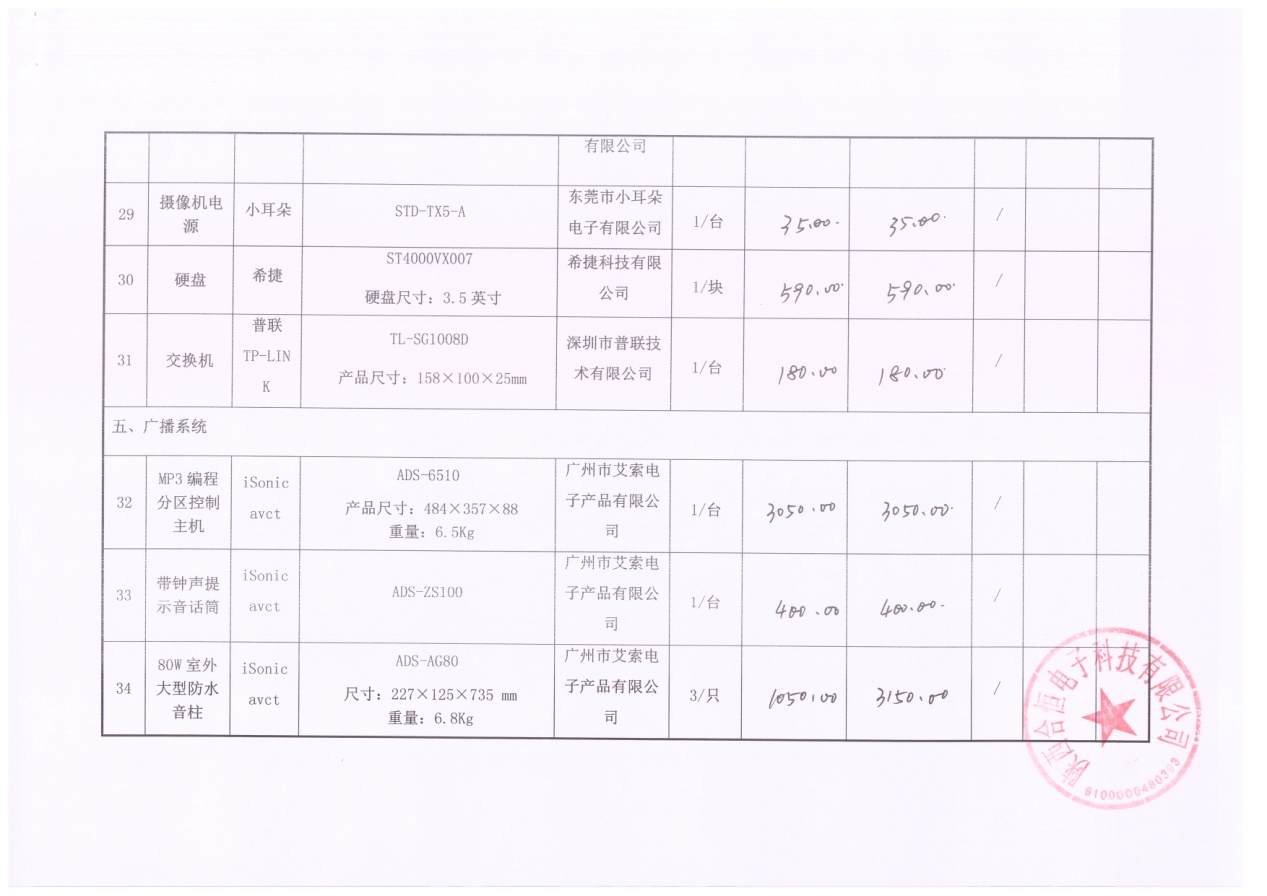 有限公司
29
摄像机电
源
小耳朵
STD-TX5-A
东莞市小耳朵
电子有限公司
1/台
35.00.
35.00.
/
30
硬盘
希捷
ST4000VX007
硬盘尺寸：3.5 英寸
希捷科技有限
公司
1/块
590.00.
590.00.
/
31
交换机
普联
TP-LIN
K
TL-SG1008D
产品尺寸：158×100×25mm
深圳市普联技
术有限公司
1/台
180.00
180.00
/
五、广播系统
32
MP3 编程
分区控制
主机
iSonic
avct
ADS-6510
产品尺寸：484×357×88
重量：6.5Kg
广州市艾索电
子产品有限公
司
1/台
3050.00
3050.00.
/
33
带钟声提
示音话筒
iSonic
avct
ADS-ZS100
广州市艾索电
子产品有限公
司
1/台
400.00
400.00.
/
34
80W 室外
大型防水
音柱
iSonic
avct
ADS-AG80
尺寸：227×125×735 mm
重量：6.8Kg
广州市艾索电
子产品有限公
司
3/只
1050.00
3150.00
/
陕西合恒电子科技有限公司